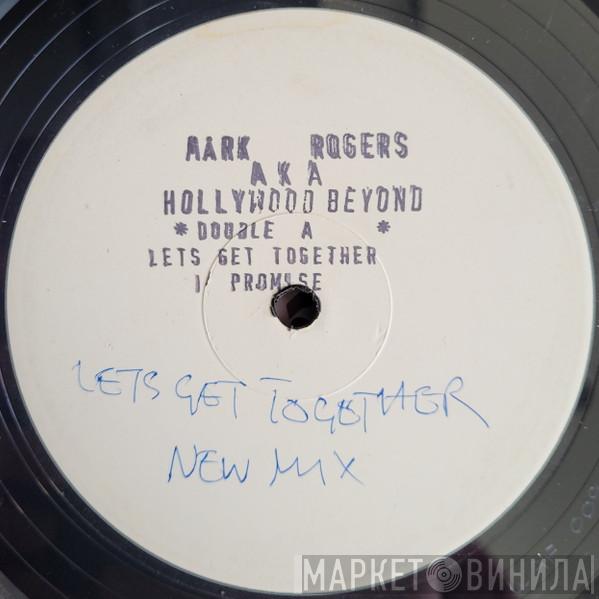 MARK ROGERS
AKA
HOLLYWOOD BEYOND
*DOUBLE A *
LETS GET TOGETHER
PROMISE
LETS GET TOGETHER
NEW MIX
МАРКЕТ ВИНИЛА